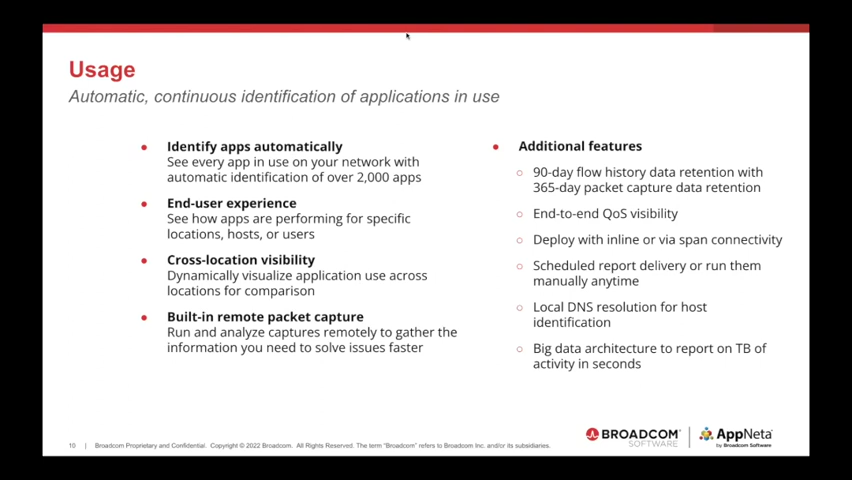 Usage
Automatic, continuous identification of applications in use
● Identify apps automatically
See every app in use on your network with
automatic identification of over 2,000 apps
● End-user experience
See how apps are performing for specific
locations, hosts, or users
● Cross-location visibility
Dynamically visualize application use across
locations for comparison
● Built-in remote packet capture
Run and analyze captures remotely to gather the
information you need to solve issues faster
● Additional features
○ 90-day flow history data retention with
365-day packet capture data retention
○ End-to-end QoS visibility
○ Deploy with inline or via span connectivity
○ Scheduled report delivery or run them
manually anytime
○ Local DNS resolution for host
identification
○ Big data architecture to report on TB of
activity in seconds
10 | Broadcom Proprietary and Confidential. Copyright © 2022 Broadcom. All Rights Reserved. The term “Broadcom” refers to Broadcom Inc. and/or its subsidiaries.
BROADCOM®
SOFTWARE
AppNeta
by Broadcom Software